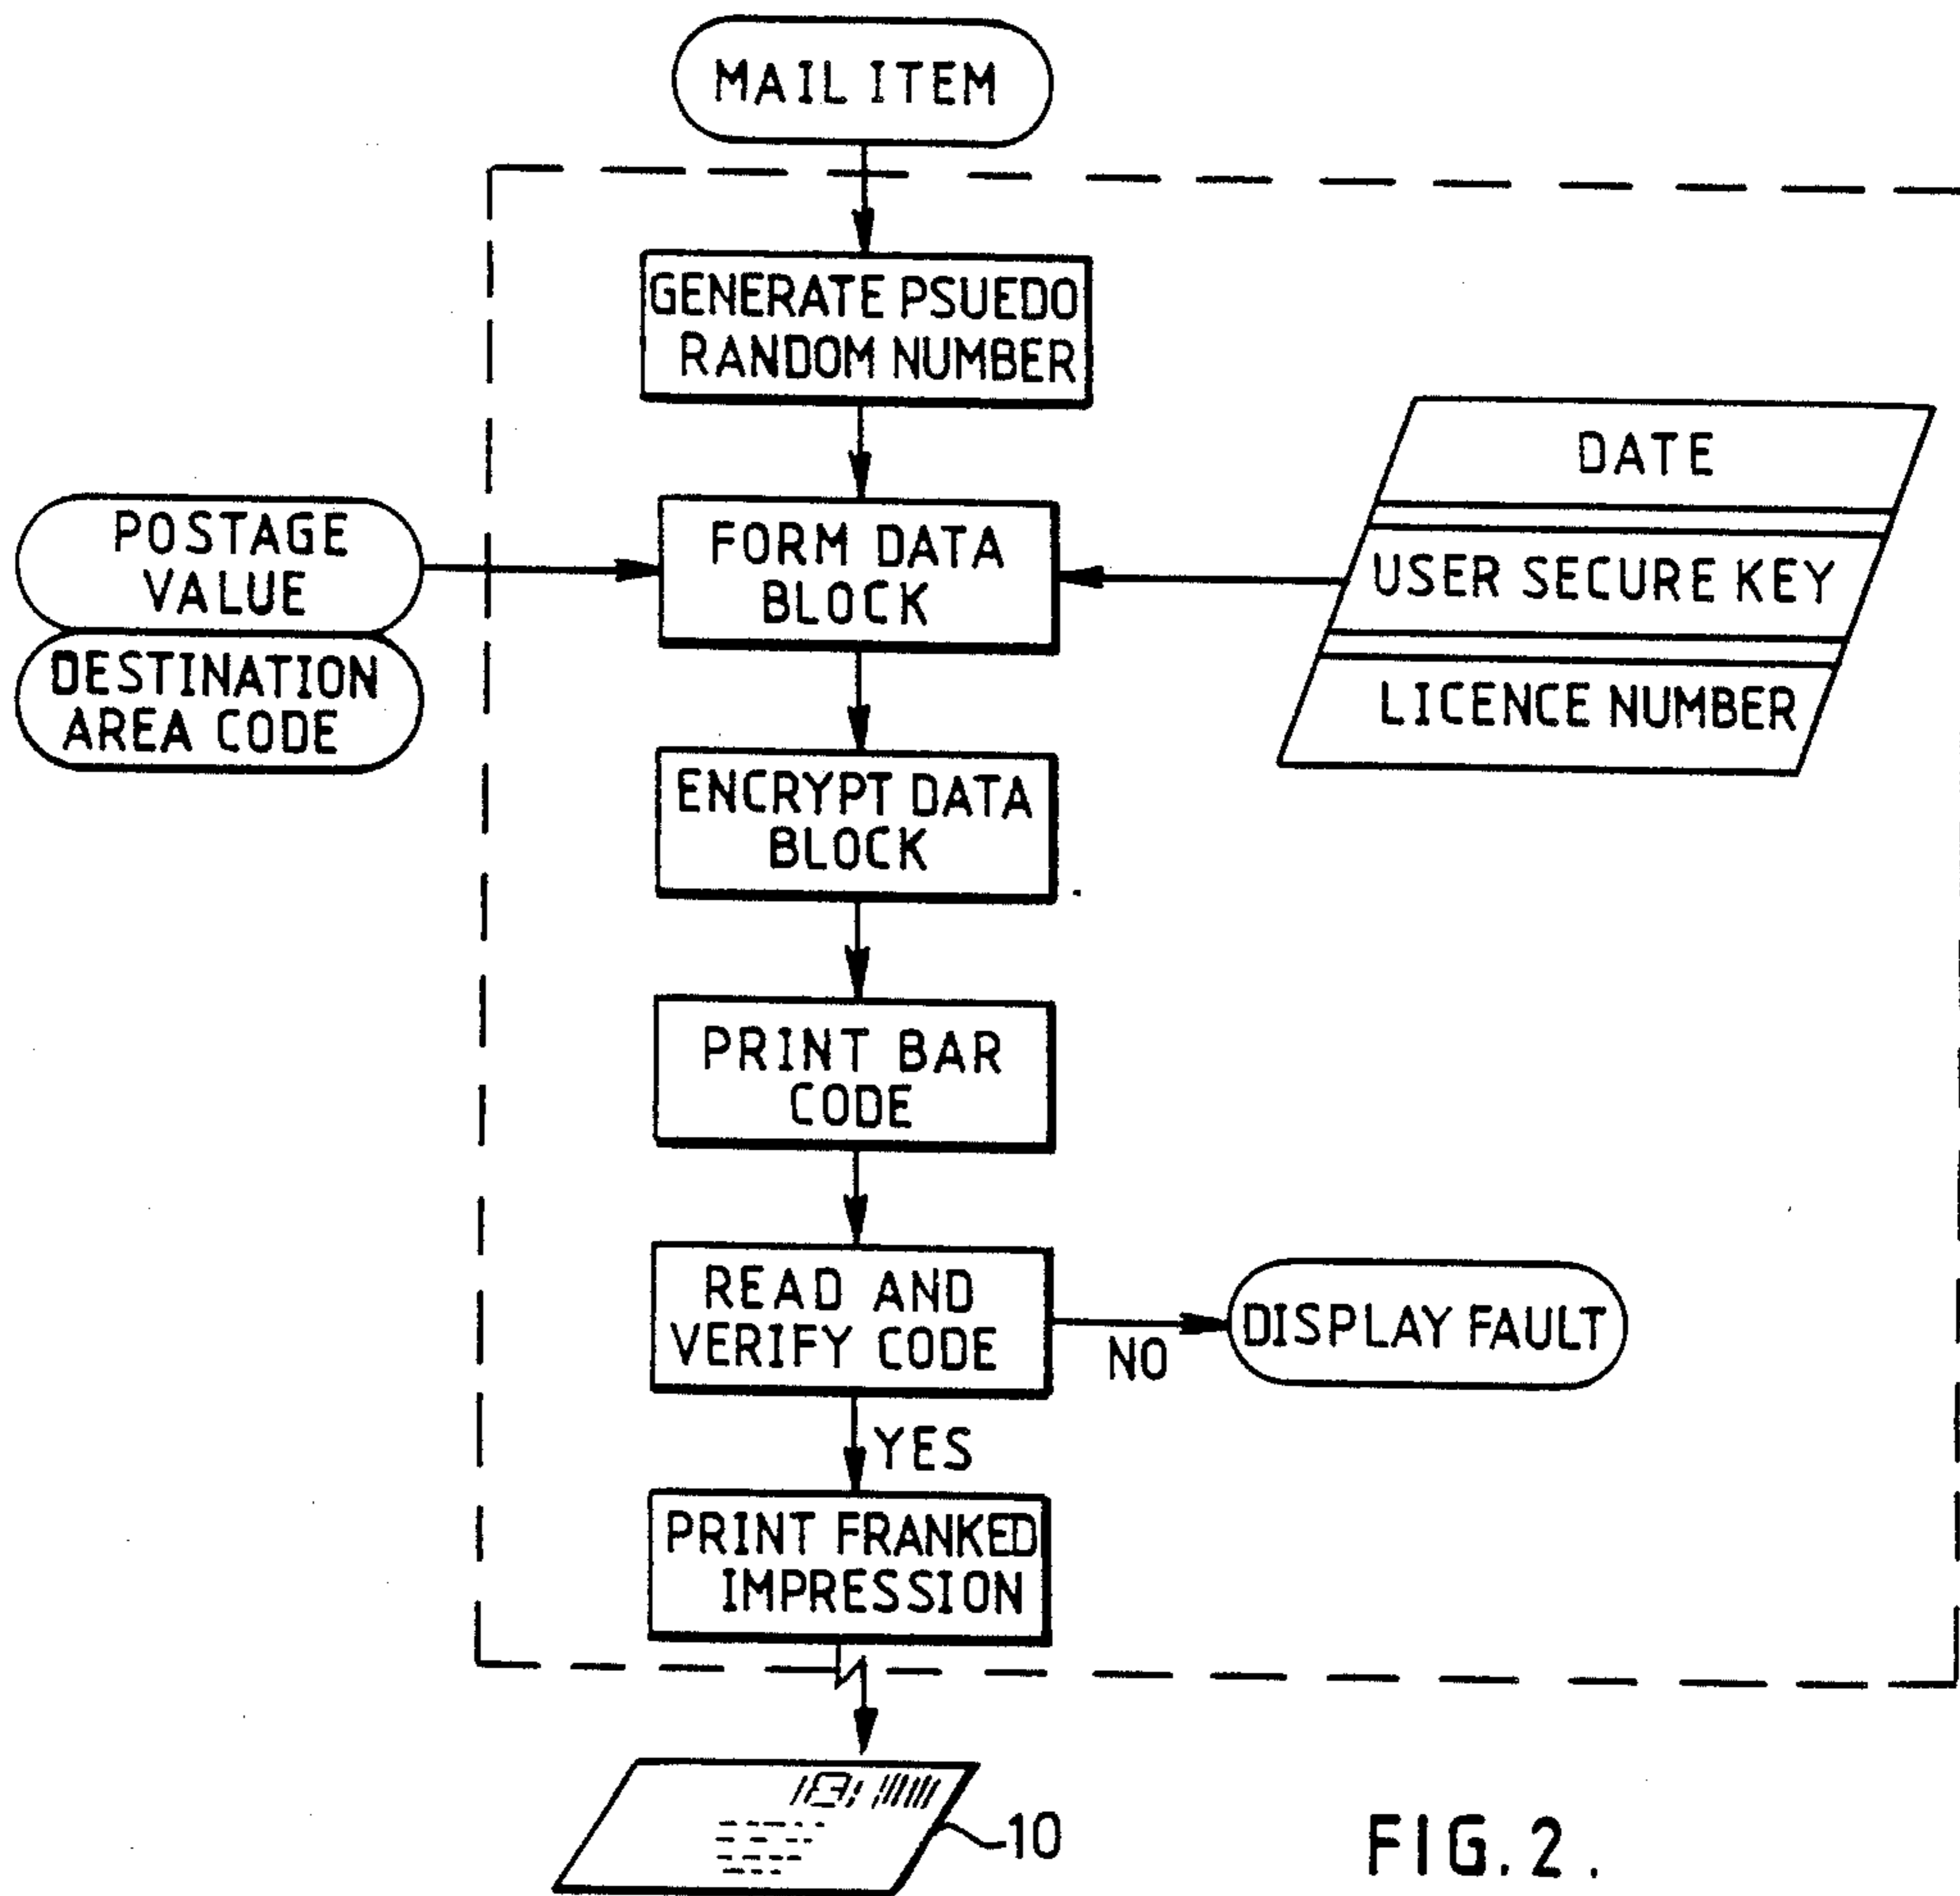 MAIL ITEM
GENERATE PSUEDO
RANDOM NUMBER
DATE
POSTAGE
VALUE
FORM DATA
BLOCK
USER SECURE KEY
DESTINATION
AREA CODE
LICENCE NUMBER
ENCRYPT DATA
BLOCK
PRINT BAR
CODE
READ AND
VERIFY CODE
NO
DISPLAY FAULT
YES
PRINT FRANKED
IMPRESSION
10
FIG. 2.